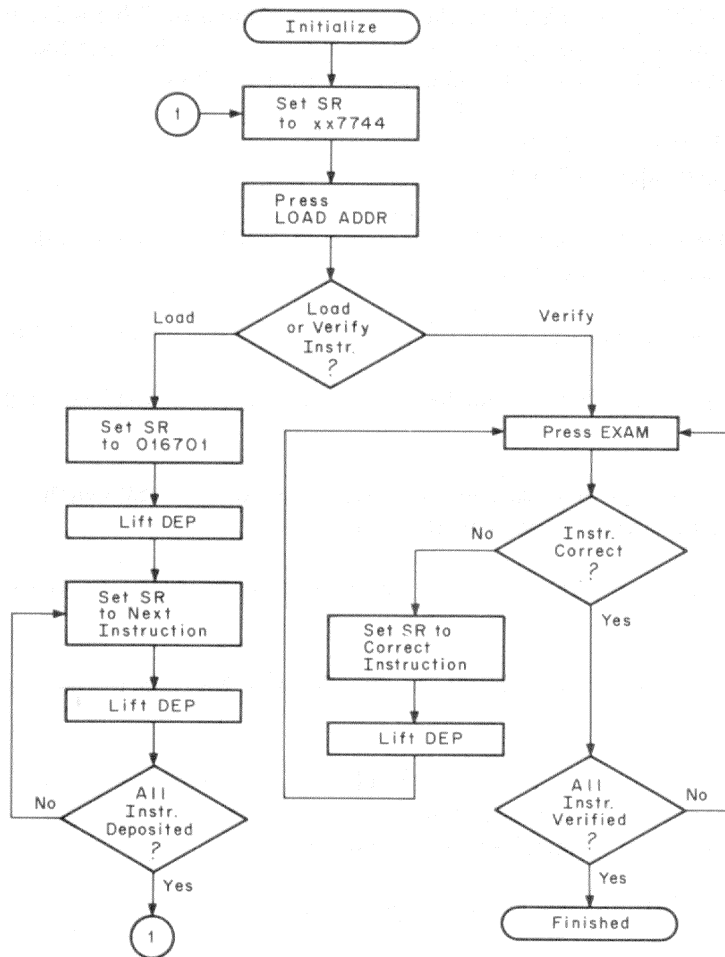 Initialize
1
Set SR
to xx7744
Press
LOAD ADDR
Load
or Verify
Instr.
?
Load
Verify
Set SR
to 016701
Lift DEP
Set SR
to Next
Instruction
Lift DEP
All
Instr.
Deposited
?
No
Yes
1
Press EXAM
Instr.
Correct
?
No
Yes
Set SR to
Correct
Instruction
Lift DEP
All
Instr.
Verified
?
No
Yes
Finished